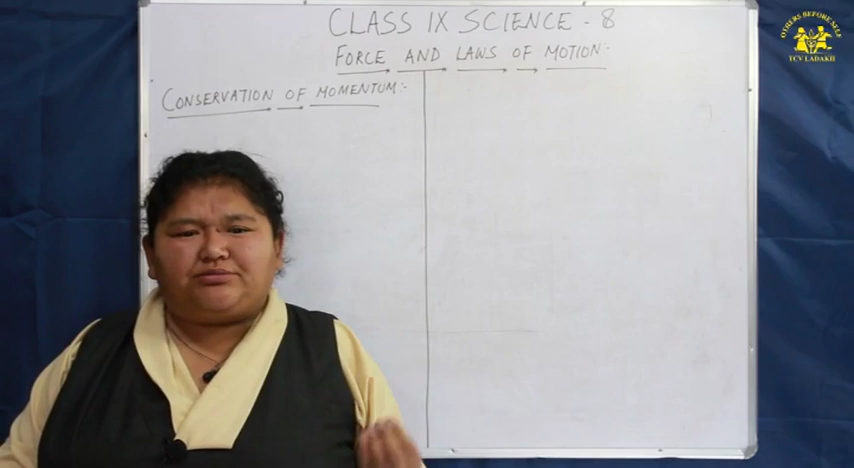 CLASS IX SCIENCE - 8
FORCE AND LAWS OF MOTION:-
CONSERVATION OF MOMENTUM:-
OTHERS BEFORE SELF
TCV LADAKH